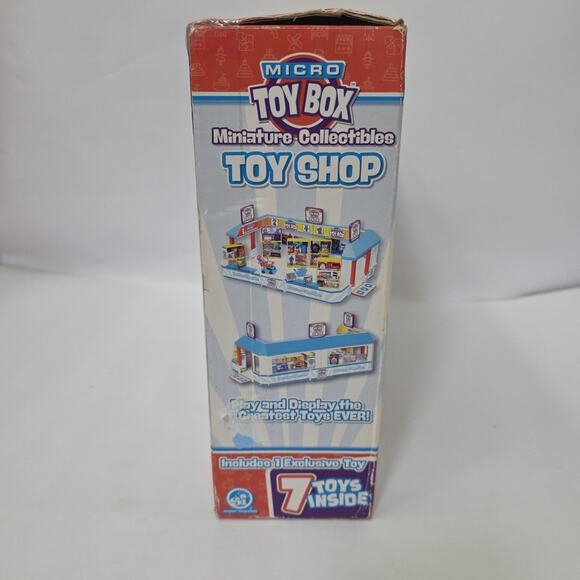 MICRO
TOY BOX
Miniature Collectibles
TOY SHOP
Play and Display the
Greatest Toys EVER!
Includes 1 Exclusive Toy
7 TOYS
INSIDE